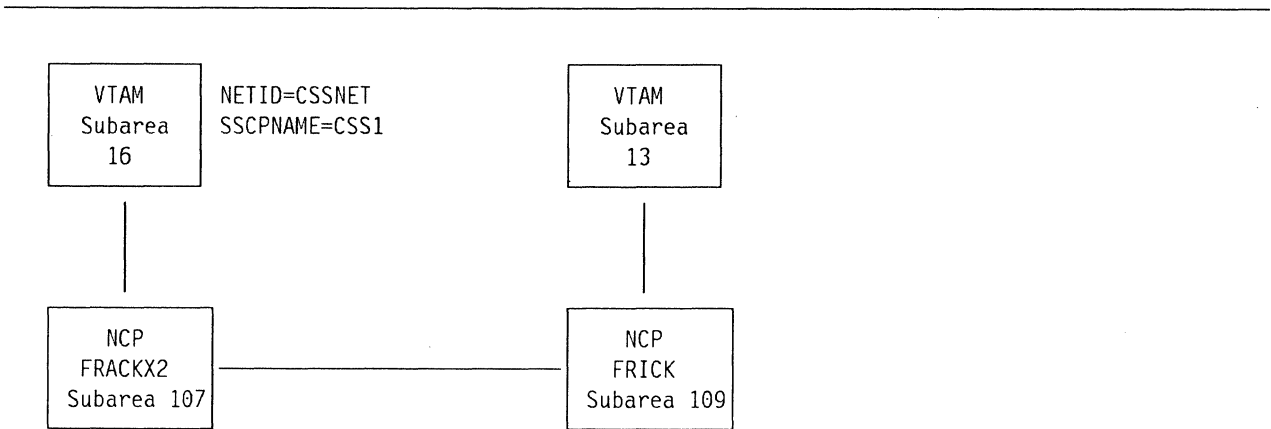 VTAM
Subarea
16
NETID=CSSNET
SSCPNAME=CSS1
VTAM
Subarea
13
NCP
FRACKX2
Subarea 107
NCP
FRICK
Subarea 109